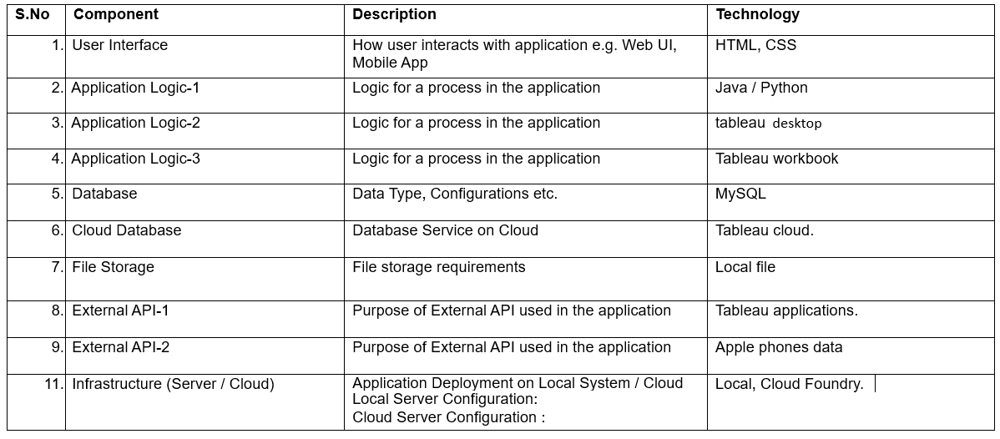 S.No Component Description Technology
1. User Interface How user interacts with application e.g. Web UI, HTML, CSS
Mobile App
2. Application Logic-1 Logic for a process in the application Java / Python
3. Application Logic-2 Logic for a process in the application tableau desktop
4. Application Logic-3 Logic for a process in the application Tableau workbook
5. Database Data Type, Configurations etc. MySQL
6. Cloud Database Database Service on Cloud Tableau cloud.
7. File Storage File storage requirements Local file
8. External API-1 Purpose of External API used in the application Tableau applications.
9. External API-2 Purpose of External API used in the application Apple phones data
11. Infrastructure (Server / Cloud) Application Deployment on Local System / Cloud Local, Cloud Foundry.
Local Server Configuration:
Cloud Server Configuration :